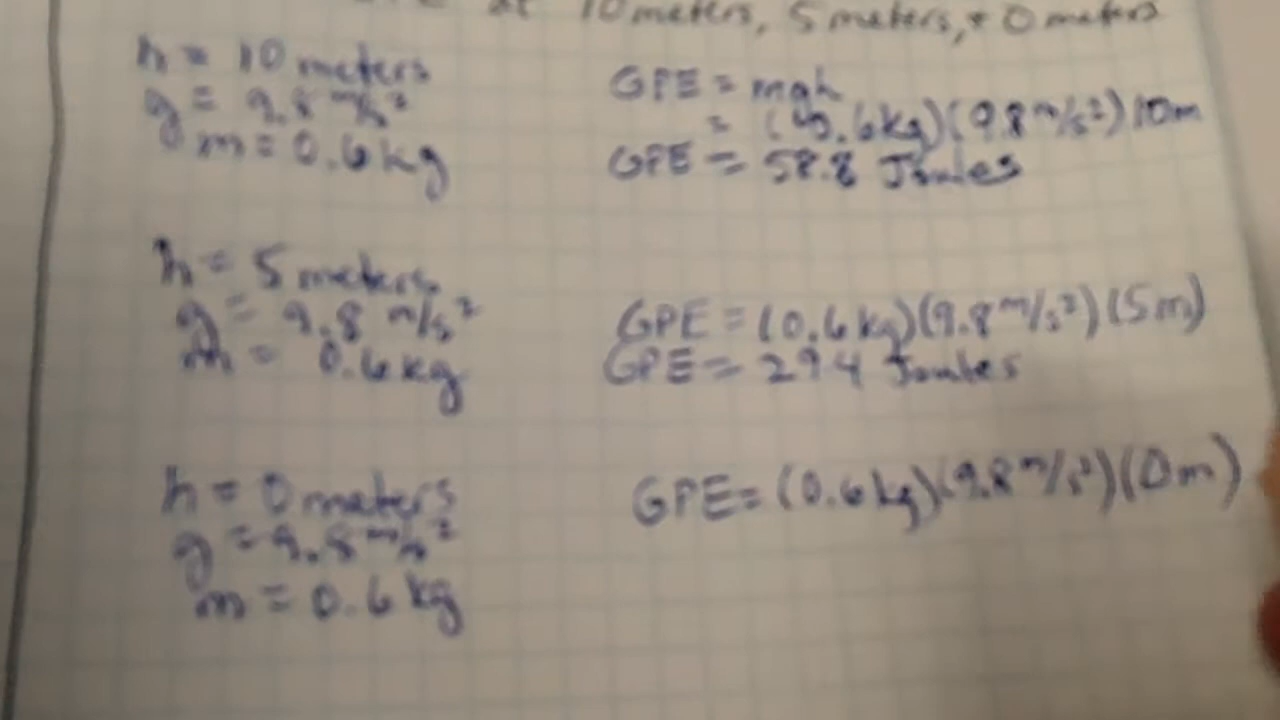 at 10 meters, 5 meters, + 0 meters
h = 10 meters
g = 9.8 m/s²
m = 0.6 kg
GPE = mgh
= (0.6kg)(9.8 m/s²) 10m
GPE = 58.8 Joules
h = 5 meters
g = 9.8 m/s²
m = 0.6 kg
GPE = (0.6 kg)(9.8 m/s²)(5m)
GPE = 29.4 Joules
h = 0 meters
g = 9.8 m/s²
m = 0.6 kg
GPE = (0.6 kg)(9.8 m/s²)(0m)